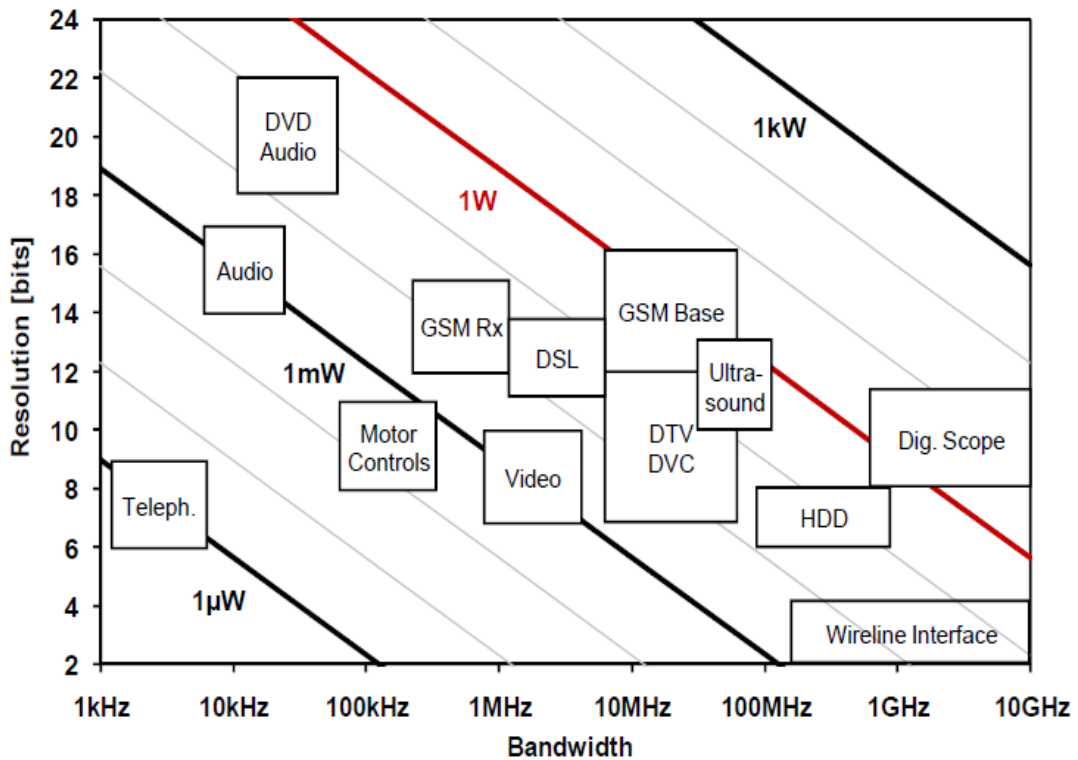 24
22
20
18
16
14
12
10
8
6
4
2
Resolution [bits]
DVD
Audio
1kW
1W
Audio
GSM Rx
GSM Base
DSL
1mW
Ultra-
sound
Motor
Controls
DTV
DVC
Dig. Scope
Video
Teleph.
HDD
1µW
Wireline Interface
1kHz 10kHz 100kHz 1MHz 10MHz 100MHz 1GHz 10GHz
Bandwidth